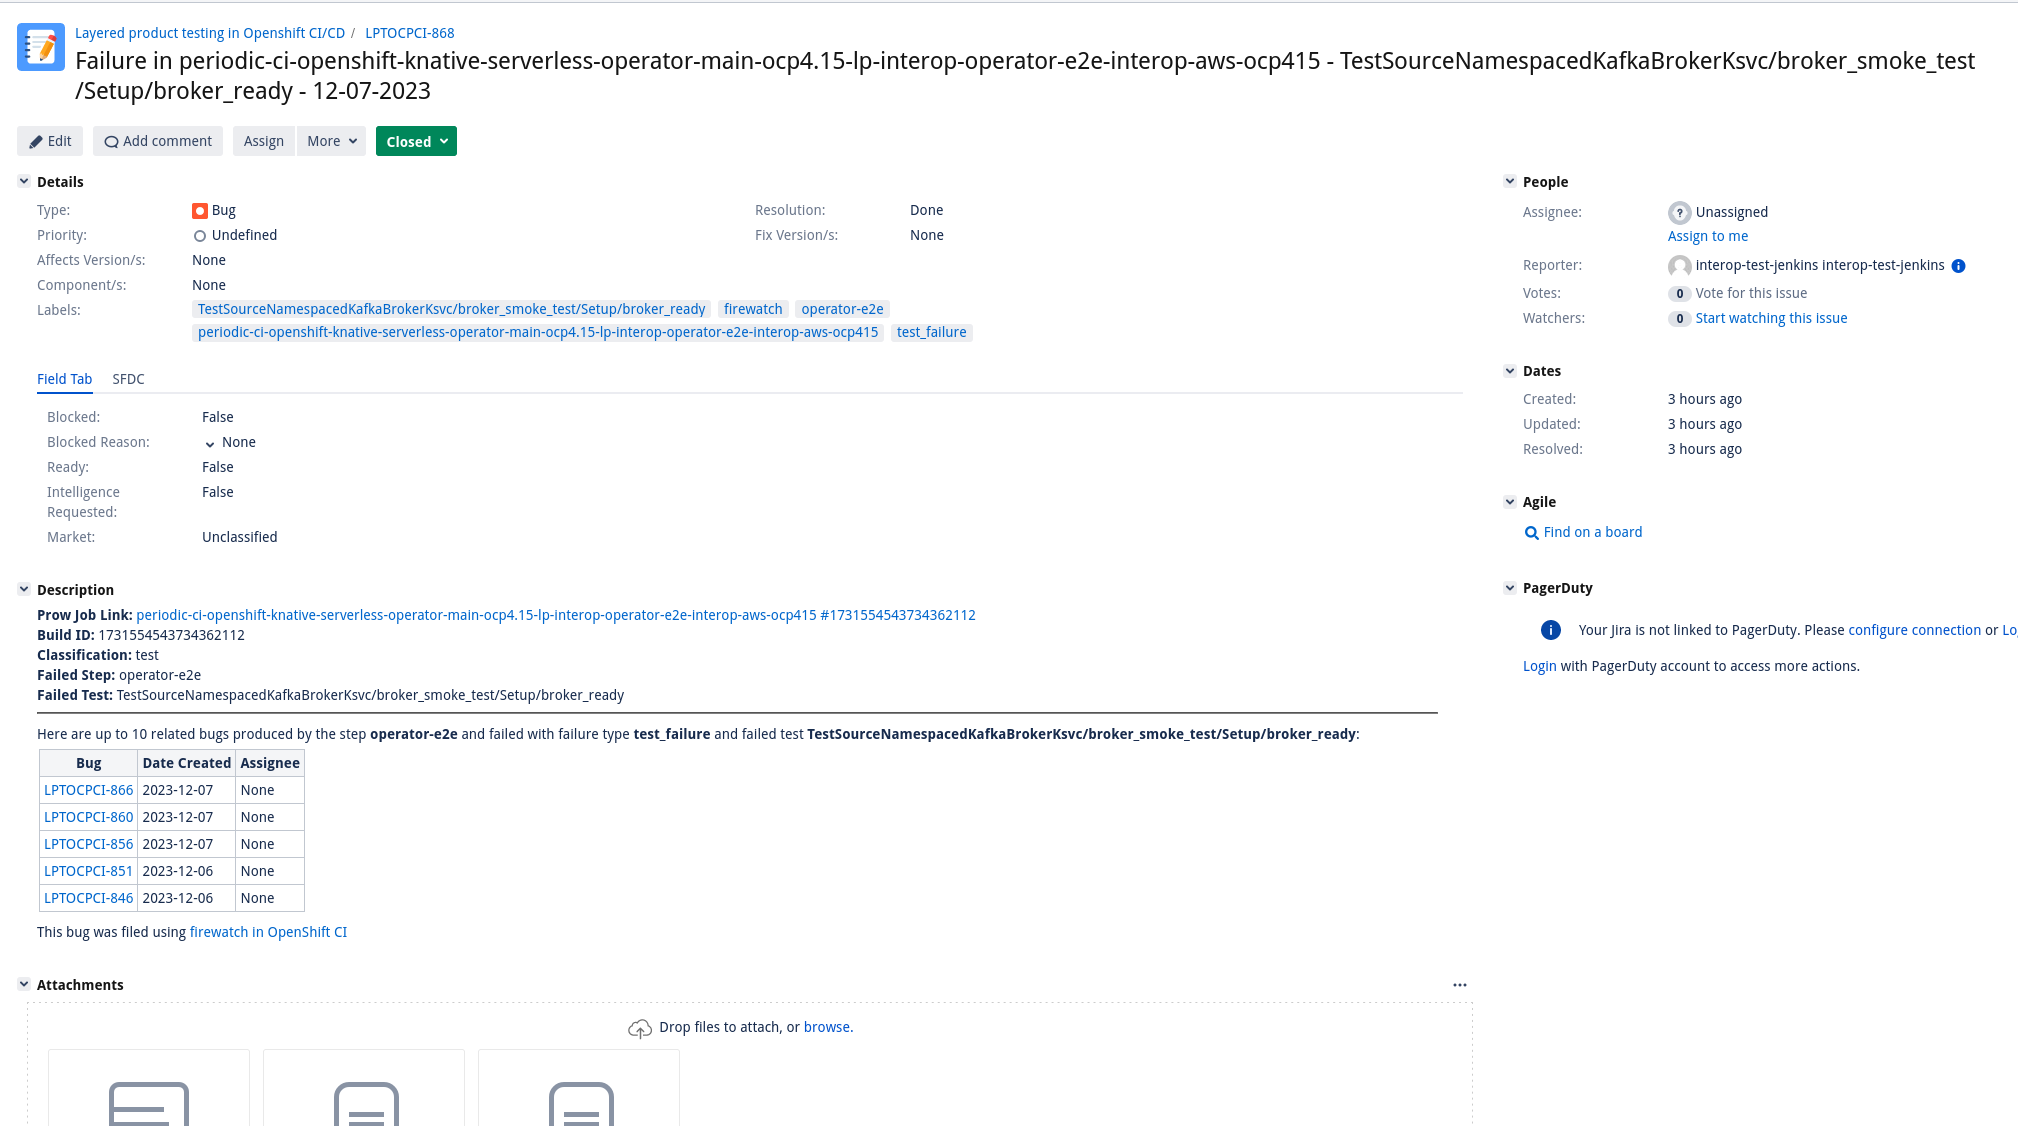 Layered product testing in Openshift CI/CD / LPTOCPCI-868
Failure in periodic-ci-openshift-knative-serverless-operator-main-ocp4.15-lp-interop-operator-e2e-interop-aws-ocp415 - TestSourceNamespacedKafkaBrokerKsvc/broker_smoke_test
/Setup/broker_ready - 12-07-2023
Edit Add comment Assign More Closed
Details
Type: Bug
Resolution: Done
Priority: Undefined
Fix Version/s: None
Affects Version/s: None
Component/s: None
Labels: TestSourceNamespacedKafkaBrokerKsvc/broker_smoke_test/Setup/broker_ready firewatch operator-e2e
periodic-ci-openshift-knative-serverless-operator-main-ocp4.15-lp-interop-operator-e2e-interop-aws-ocp415 test_failure
Field Tab SFDC
Blocked: False
Blocked Reason: None
Ready: False
Intelligence Requested: False
Market: Unclassified
Description
Prow Job Link: periodic-ci-openshift-knative-serverless-operator-main-ocp4.15-lp-interop-operator-e2e-interop-aws-ocp415 #1731554543734362112
Build ID: 1731554543734362112
Classification: test
Failed Step: operator-e2e
Failed Test: TestSourceNamespacedKafkaBrokerKsvc/broker_smoke_test/Setup/broker_ready
Here are up to 10 related bugs produced by the step operator-e2e and failed with failure type test_failure and failed test TestSourceNamespacedKafkaBrokerKsvc/broker_smoke_test/Setup/broker_ready:
Bug Date Created Assignee
LPTOCPCI-866 2023-12-07 None
LPTOCPCI-860 2023-12-07 None
LPTOCPCI-856 2023-12-07 None
LPTOCPCI-851 2023-12-06 None
LPTOCPCI-846 2023-12-06 None
This bug was filed using firewatch in OpenShift CI
Attachments
Drop files to attach, or browse.
People
Assignee: Unassigned
Assign to me
Reporter: interop-test-jenkins interop-test-jenkins
Votes: 0 Vote for this issue
Watchers: 0 Start watching this issue
Dates
Created: 3 hours ago
Updated: 3 hours ago
Resolved: 3 hours ago
Agile
Find on a board
PagerDuty
Your Jira is not linked to PagerDuty. Please configure connection or
Login with PagerDuty account to access more actions.